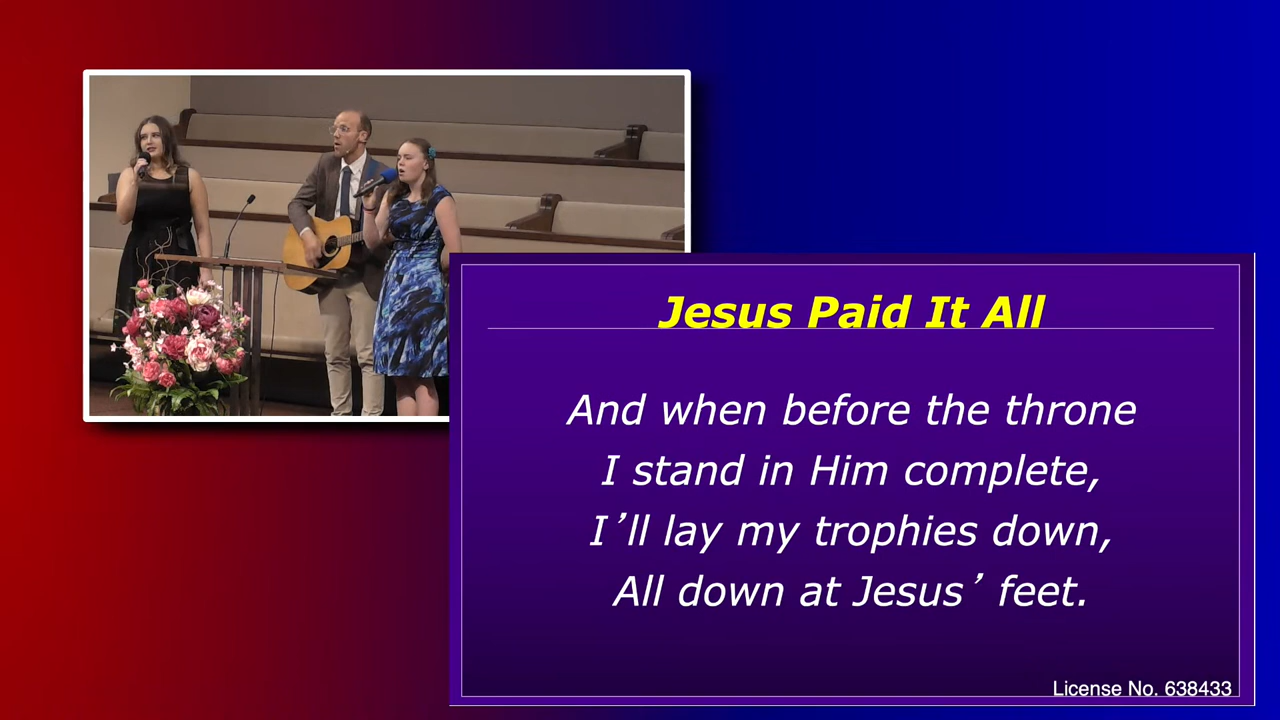 Jesus Paid It All
And when before the throne
I stand in Him complete,
I’ll lay my trophies down,
All down at Jesus’ feet.
License No. 638433